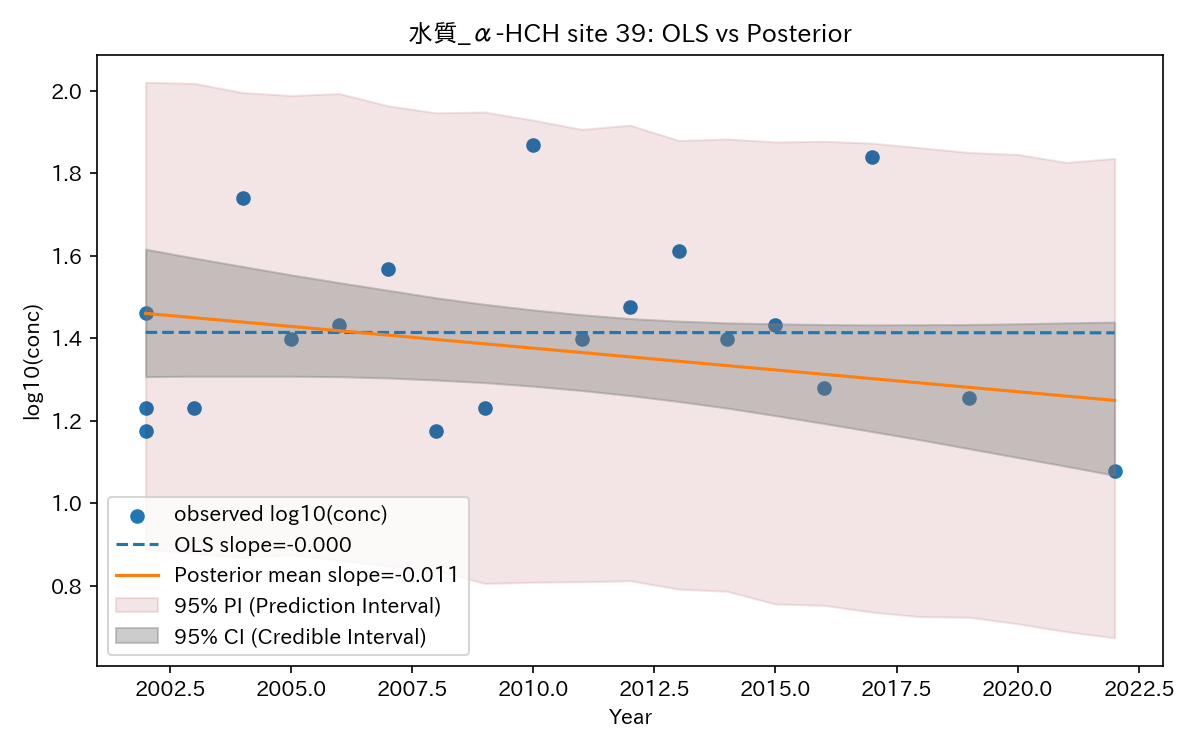 水質_α-HCH site 39: OLS vs Posterior
log10(conc)
2.0
1.8
1.6
1.4
1.2
1.0
0.8
observed log10(conc)
OLS slope=-0.000
Posterior mean slope=-0.011
95% PI (Prediction Interval)
95% CI (Credible Interval)
2002.5 2005.0 2007.5 2010.0 2012.5 2015.0 2017.5 2020.0 2022.5
Year